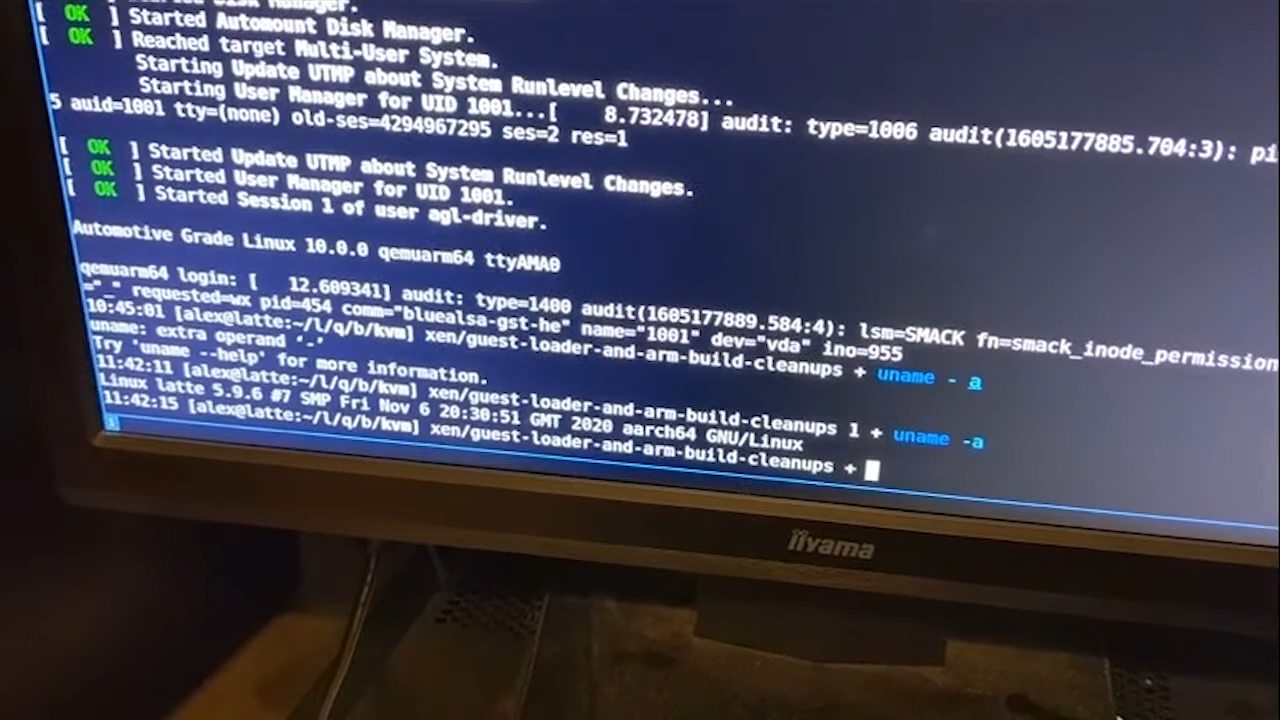 Started Disk Manager.
[ OK ] Started Automount Disk Manager.
[ OK ] Reached target Multi-User System.
Starting Update UTMP about System Runlevel Changes...
Starting User Manager for UID 1001...[ 8.732478] audit: type=1006 audit(1605177885.704:3): pi
5 auid=1001 tty=(none) old-ses=4294967295 ses=2 res=1
[ OK ] Started Update UTMP about System Runlevel Changes.
[ OK ] Started User Manager for UID 1001.
[ OK ] Started Session 1 of user agl-driver.
Automotive Grade Linux 10.0.0 qemuarm64 ttyAMA0
qemuarm64 login: [ 12.609341] audit: type=1400 audit(1605177889.584:4): lsm=SMACK fn=smack_inode_permission
="_" requested=wx pid=454 comm="bluealsa-gst-he" name="1001" dev="vda" ino=955
10:45:01 [alex@latte:~/l/q/b/kvm] xen/guest-loader-and-arm-build-cleanups + uname - a
uname: extra operand '-'
Try 'uname --help' for more information.
11:42:11 [alex@latte:~/l/q/b/kvm] xen/guest-loader-and-arm-build-cleanups 1 + uname -a
Linux latte 5.9.6 #7 SMP Fri Nov 6 20:30:51 GMT 2020 aarch64 GNU/Linux
11:42:15 [alex@latte:~/l/q/b/kvm] xen/guest-loader-and-arm-build-cleanups +
iiyama